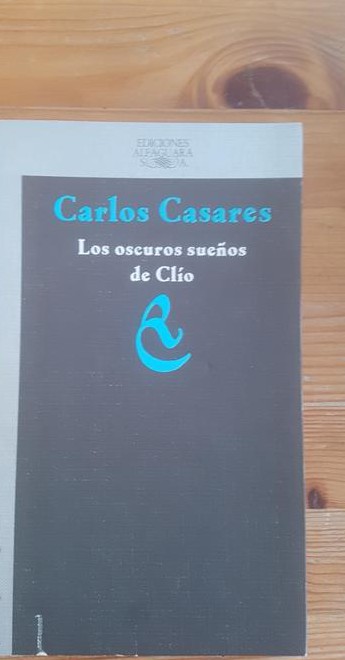 EDICIONES
ALFAGUARA
S.A.
Carlos Casares
Los oscuros sueños
de Clío